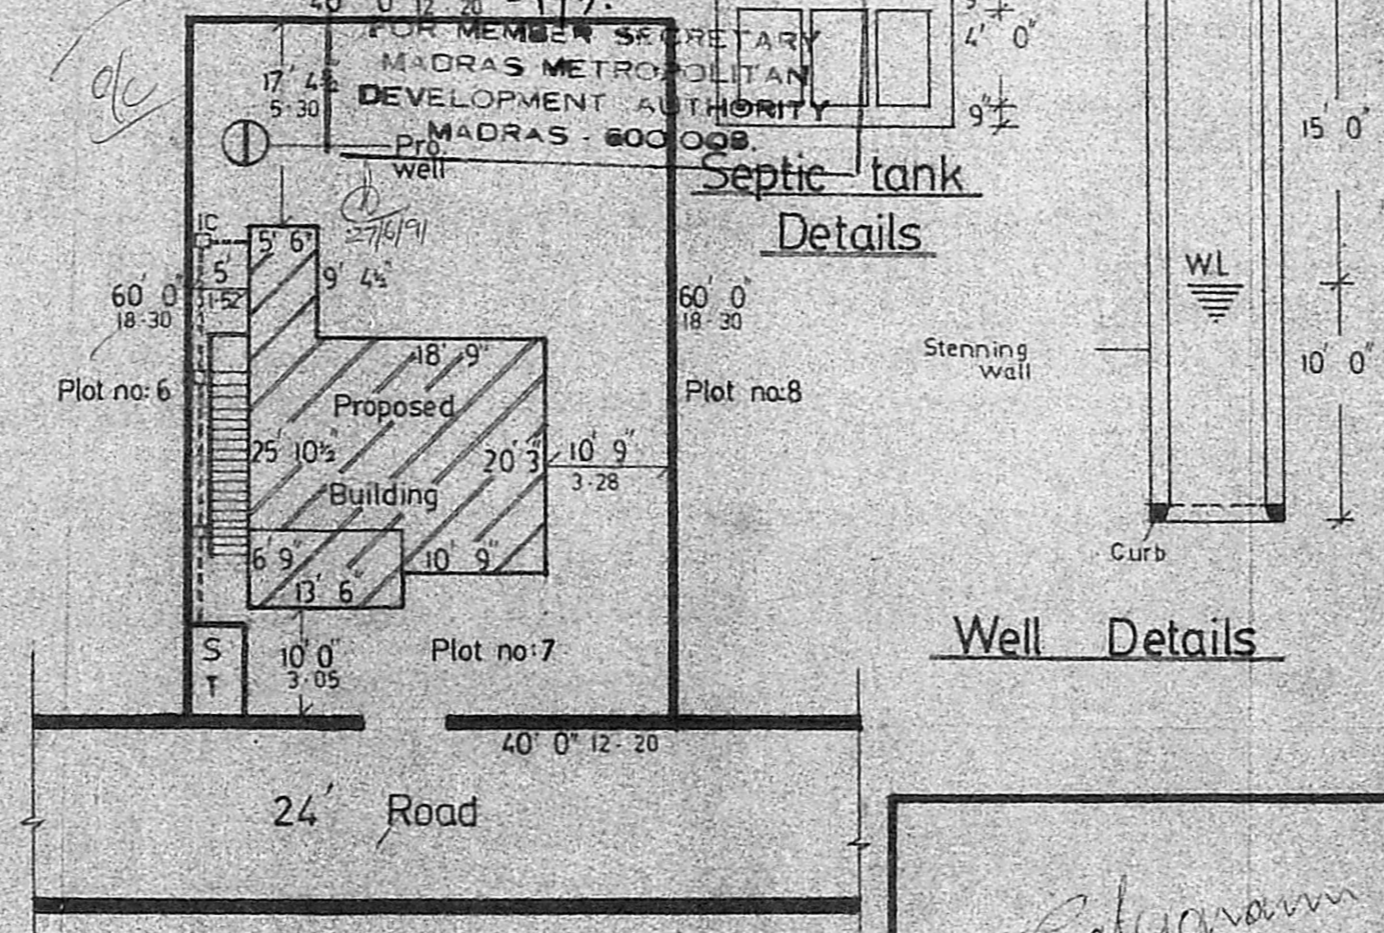 40' 0" 12-20
FOR MEMBER SECRETARY
MADRAS METROPOLITAN
DEVELOPMENT AUTHORITY
MADRAS - 600 008.
o/c
17' 4½"
5·30
Pro.
well
27/6/91
4' 0"
9"
Septic tank
Details
IC
5' 6"
5'
1·52
9' 4½"
60' 0"
18·30
60' 0"
18·30
18' 9"
Plot no: 6
Plot no:8
Proposed
25' 10½"
20' 3"
10' 9"
3·28
Building
6' 9"
10' 9"
13' 6"
S
T
10' 0"
3·05
Plot no:7
40' 0" 12-20
24' Road
15' 0"
W.L
Stenning
wall
10' 0"
Curb
Well Details